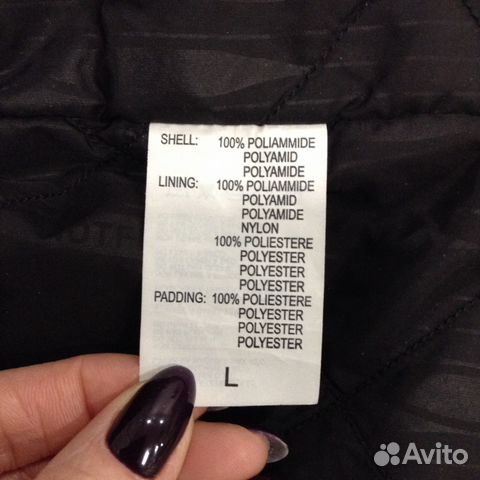 SHELL: 100% POLIAMMIDE
POLYAMID
POLYAMIDE
LINING: 100% POLIAMMIDE
POLYAMID
POLYAMIDE
NYLON
100% POLIESTERE
POLYESTER
POLYESTER
POLYESTER
PADDING: 100% POLIESTERE
POLYESTER
POLYESTER
POLYESTER
L
Avito